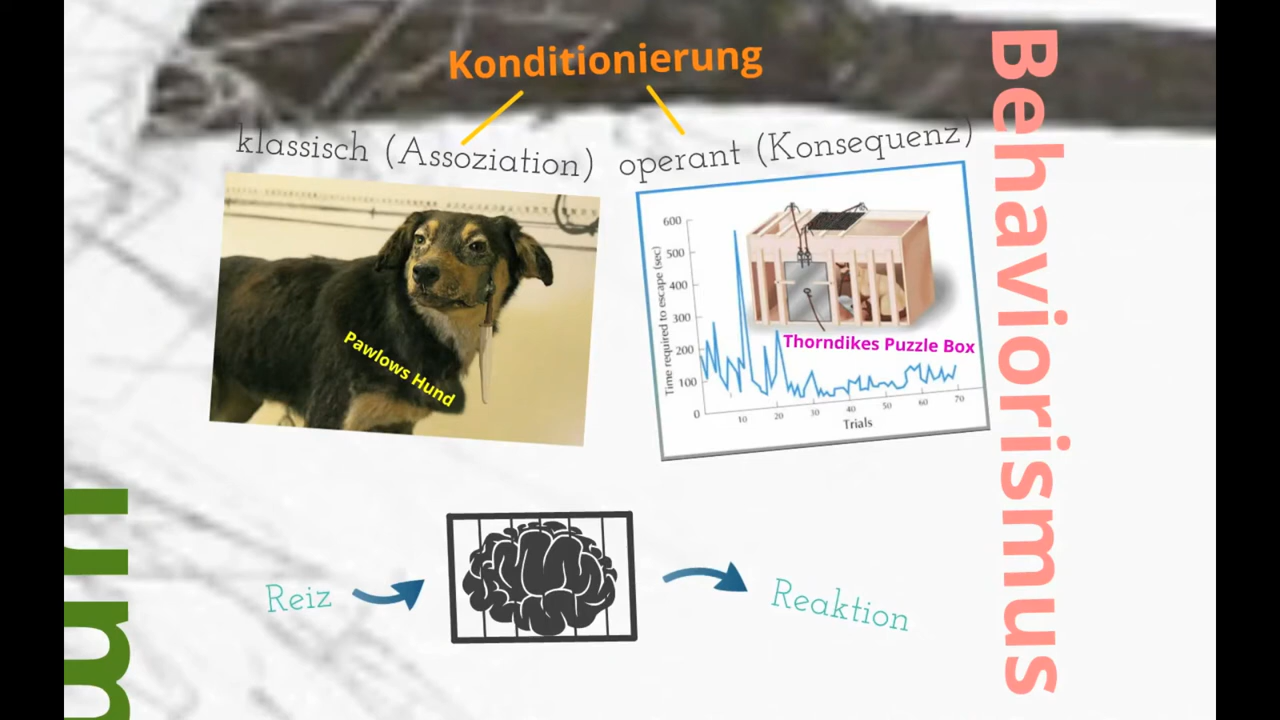 Konditionierung
klassisch (Assoziation)
operant (Konsequenz)
Pawlows Hund
Time required to escape (sec)
600
500
400
300
200
100
0
10
20
30
40
50
60
70
Trials
Thorndikes Puzzle Box
Reiz
Reaktion
Behaviorismus
um